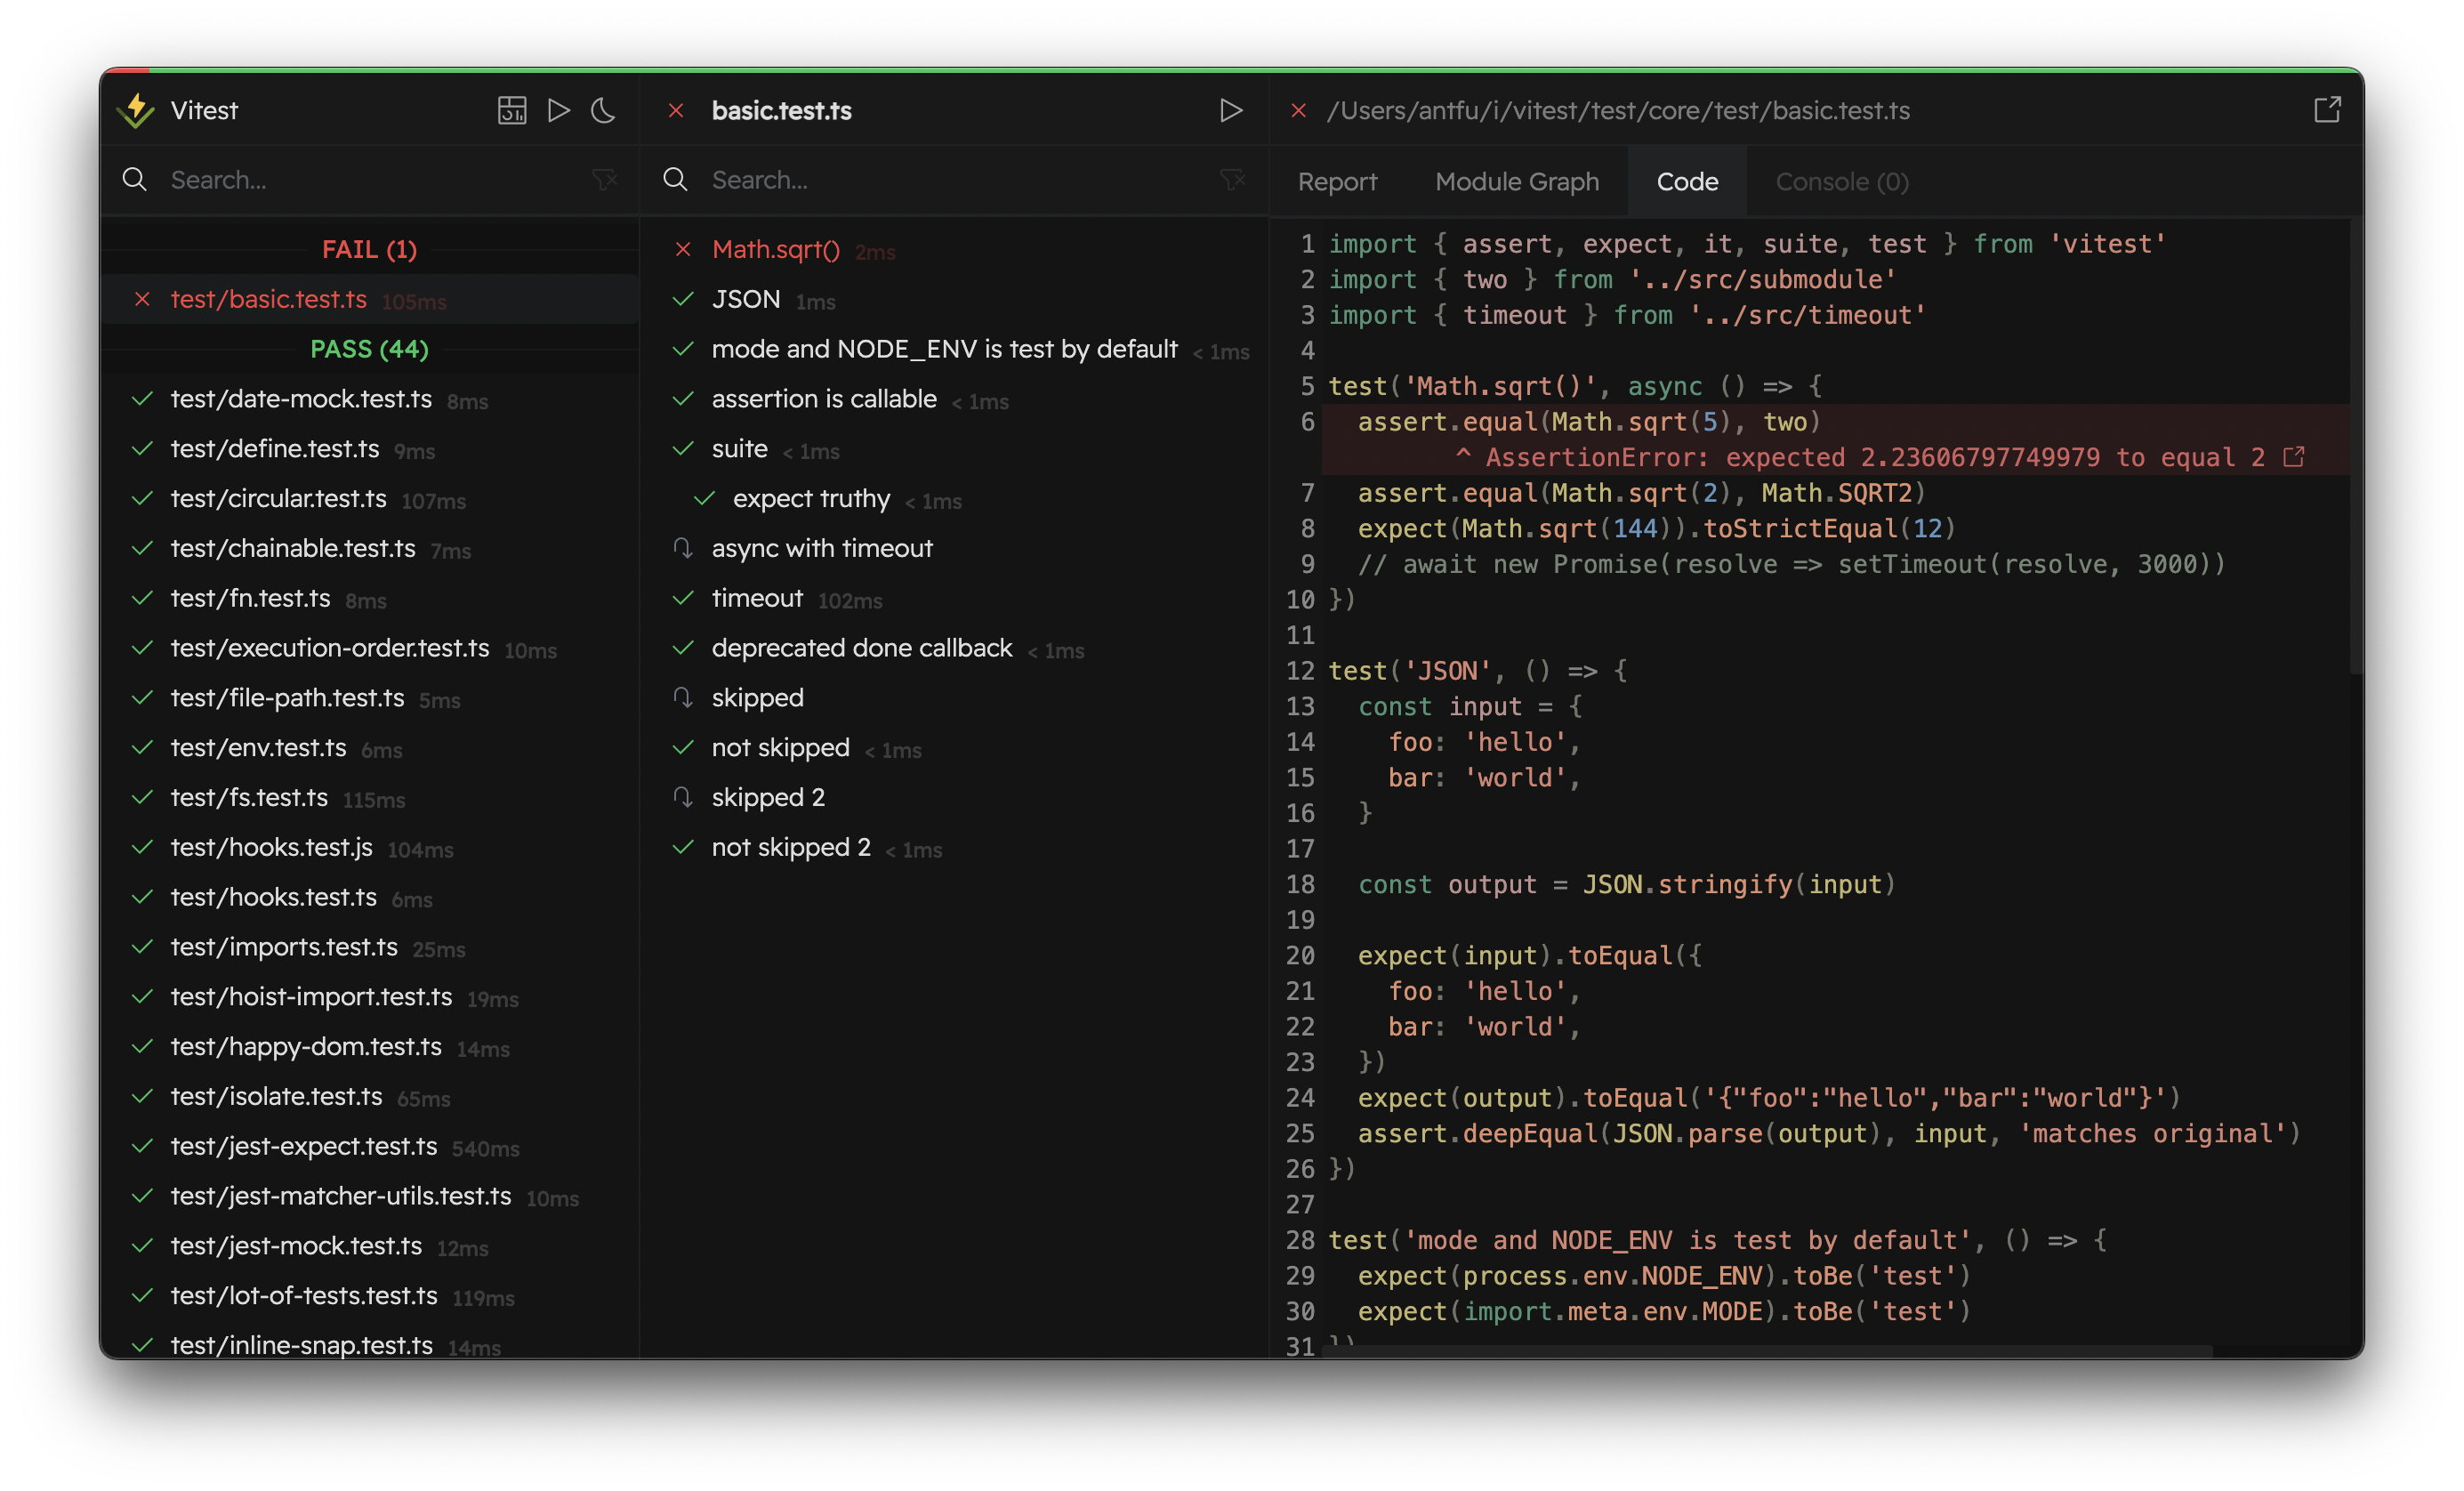 Vitest
Search...
FAIL (1)
test/basic.test.ts 105ms
PASS (44)
test/date-mock.test.ts 8ms
test/define.test.ts 9ms
test/circular.test.ts 107ms
test/chainable.test.ts 7ms
test/fn.test.ts 8ms
test/execution-order.test.ts 10ms
test/file-path.test.ts 5ms
test/env.test.ts 6ms
test/fs.test.ts 115ms
test/hooks.test.js 104ms
test/hooks.test.ts 6ms
test/imports.test.ts 25ms
test/hoist-import.test.ts 19ms
test/happy-dom.test.ts 14ms
test/isolate.test.ts 65ms
test/jest-expect.test.ts 540ms
test/jest-matcher-utils.test.ts 10ms
test/jest-mock.test.ts 12ms
test/lot-of-tests.test.ts 119ms
test/inline-snap.test.ts 14ms
basic.test.ts
Search...
Math.sqrt() 2ms
JSON 1ms
mode and NODE_ENV is test by default < 1ms
assertion is callable < 1ms
suite < 1ms
expect truthy < 1ms
async with timeout
timeout 102ms
deprecated done callback < 1ms
skipped
not skipped < 1ms
skipped 2
not skipped 2 < 1ms
/Users/antfu/i/vitest/test/core/test/basic.test.ts
Report Module Graph Code Console (0)
1 import { assert, expect, it, suite, test } from 'vitest'
2 import { two } from '../src/submodule'
3 import { timeout } from '../src/timeout'
4
5 test('Math.sqrt()', async () => {
6   assert.equal(Math.sqrt(5), two)
^ AssertionError: expected 2.23606797749979 to equal 2
7   assert.equal(Math.sqrt(2), Math.SQRT2)
8   expect(Math.sqrt(144)).toStrictEqual(12)
9   // await new Promise(resolve => setTimeout(resolve, 3000))
10 })
11
12 test('JSON', () => {
13   const input = {
14     foo: 'hello',
15     bar: 'world',
16   }
17
18   const output = JSON.stringify(input)
19
20   expect(input).toEqual({
21     foo: 'hello',
22     bar: 'world',
23   })
24   expect(output).toEqual('{"foo":"hello","bar":"world"}')
25   assert.deepEqual(JSON.parse(output), input, 'matches original')
26 })
27
28 test('mode and NODE_ENV is test by default', () => {
29   expect(process.env.NODE_ENV).toBe('test')
30   expect(import.meta.env.MODE).toBe('test')
31 })